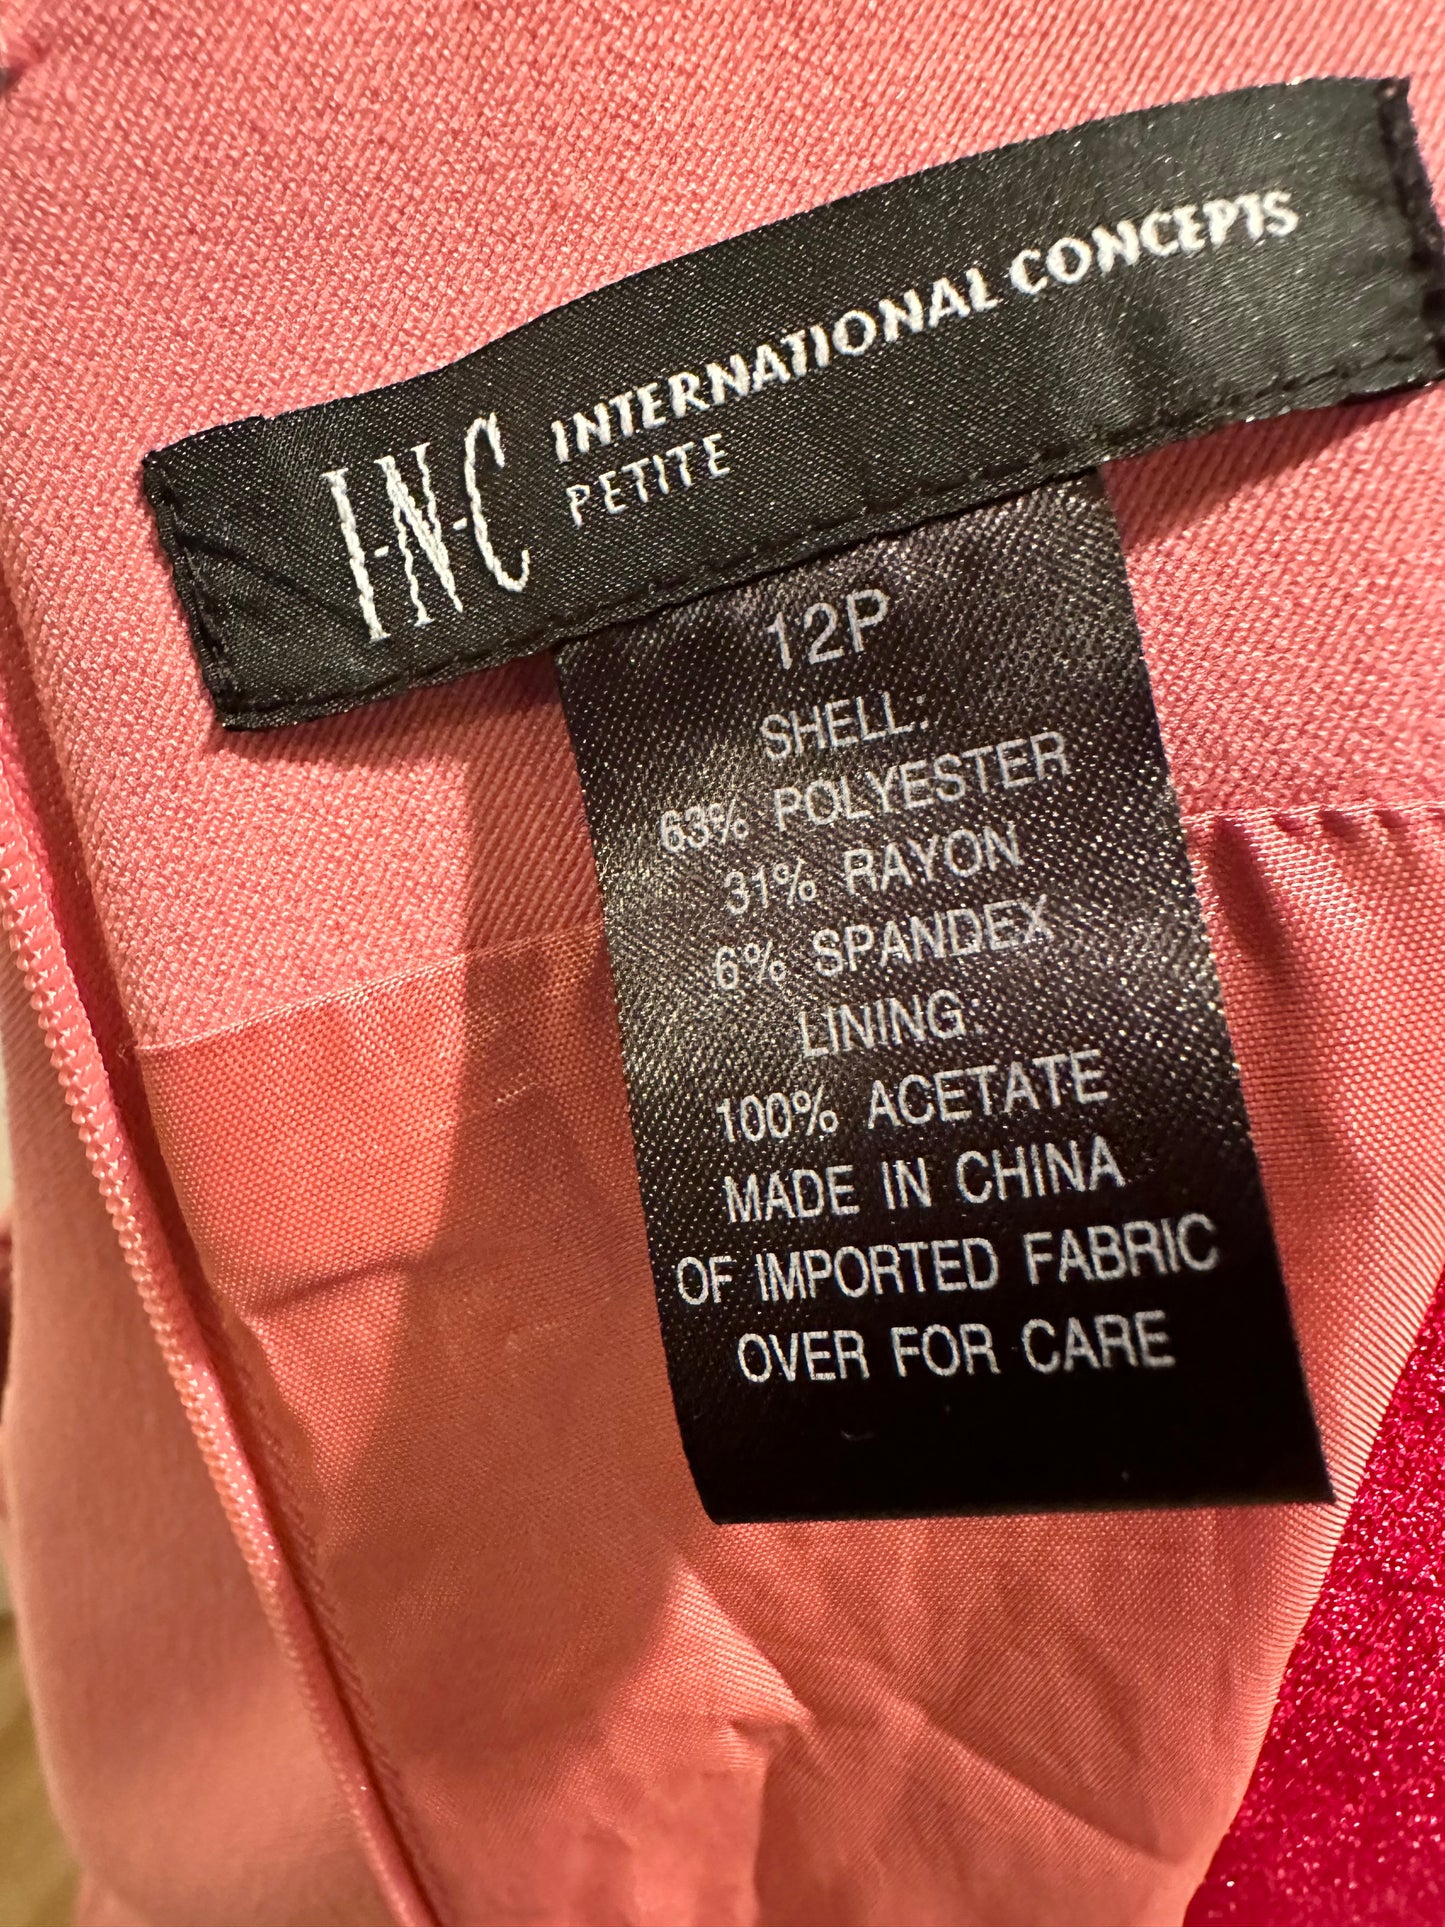 I-N-C INTERNATIONAL CONCEPTS
PETITE
12P
SHELL:
63% POLYESTER
31% RAYON
6% SPANDEX
LINING:
100% ACETATE
MADE IN CHINA
OF IMPORTED FABRIC
OVER FOR CARE